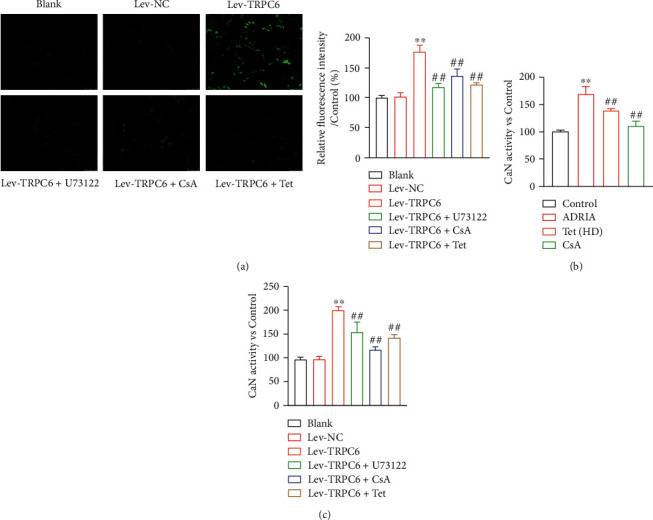 Blank Lev-NC Lev-TRPC6
Lev-TRPC6 + U73122 Lev-TRPC6 + CsA Lev-TRPC6 + Tet
Relative fluorescence intensity
/Control (%)
200
150
100
50
0
**
##
##
##
Blank
Lev-NC
Lev-TRPC6
Lev-TRPC6 + U73122
Lev-TRPC6 + CsA
Lev-TRPC6 + Tet
(a)
CaN activity vs Control
200
150
100
50
0
**
##
##
Control
ADRIA
Tet (HD)
CsA
(b)
CaN activity vs Control
250
200
150
100
50
0
**
##
##
##
Blank
Lev-NC
Lev-TRPC6
Lev-TRPC6 + U73122
Lev-TRPC6 + CsA
Lev-TRPC6 + Tet
(c)